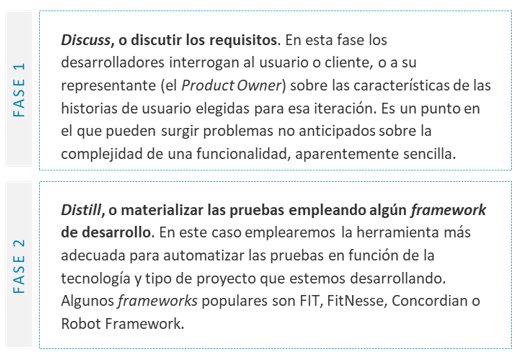 FASE 1
Discuss, o discutir los requisitos. En esta fase los
desarrolladores interrogan al usuario o cliente, o a su
representante (el Product Owner) sobre las características de las
historias de usuario elegidas para esa iteración. Es un punto en
el que pueden surgir problemas no anticipados sobre la
complejidad de una funcionalidad, aparentemente sencilla.
FASE 2
Distill, o materializar las pruebas empleando algún framework
de desarrollo. En este caso emplearemos la herramienta más
adecuada para automatizar las pruebas en función de la
tecnología y tipo de proyecto que estemos desarrollando.
Algunos frameworks populares son FIT, FitNesse, Concordian o
Robot Framework.